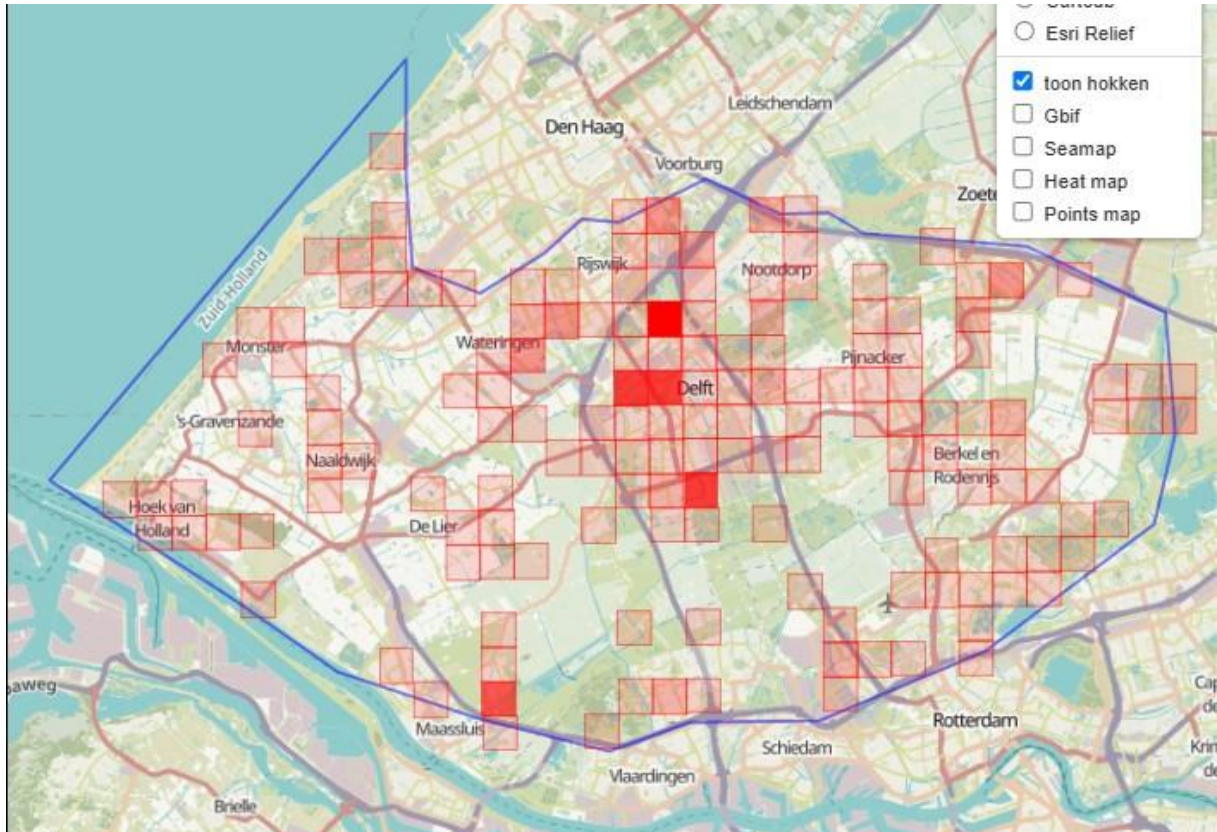 Esri Relief
toon hokken
Gbif
Seamap
Heat map
Points map
Leidschendam
Den Haag
Voorburg
Zoete
Zuid-Holland
Rijswijk
Nootdorp
Monster
Wateringen
Pijnacker
Delft
's-Gravenzande
Naaldwijk
Berkel en
Rodenrijs
Hoek van
Holland
De Lier
paweg
Maassluis
Rotterdam
Schiedam
Vlaardingen
Brielle
Cap
de
Krim
de